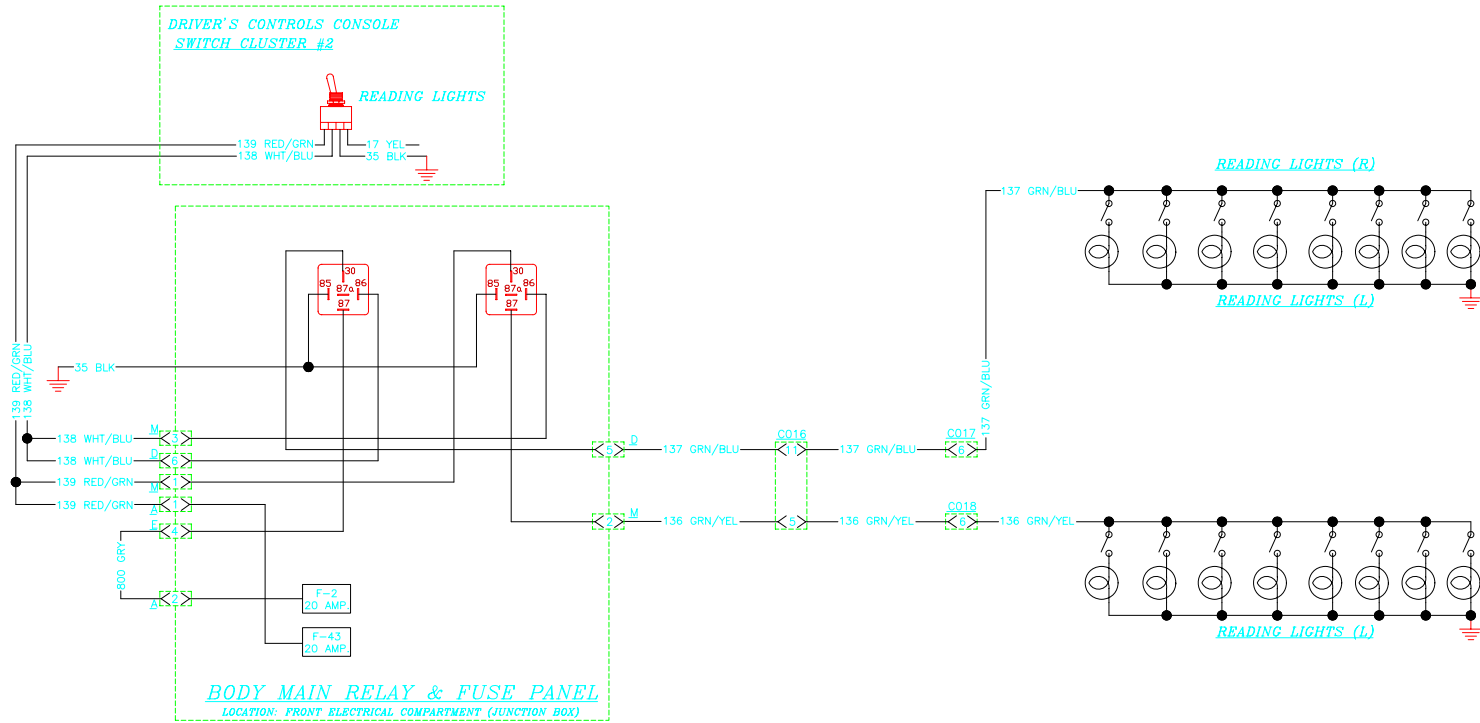 DRIVER'S CONTROLS CONSOLE
SWITCH CLUSTER #2
READING LIGHTS
139 RED/GRN
17 YEL
138 WHT/BLU
35 BLK
READING LIGHTS (R)
137 GRN/BLU
READING LIGHTS (L)
30
85
86
87a
87
30
85
86
87a
87
139 RED/GRN
138 WHT/BLU
35 BLK
137 GRN/BLU
138 WHT/BLU
M
3
138 WHT/BLU
D
6
139 RED/GRN
1
M
139 RED/GRN
1
A
F
4
800 GRY
A
2
5
D
137 GRN/BLU
C016
11
137 GRN/BLU
C017
6
2
M
136 GRN/YEL
5
136 GRN/YEL
C018
6
136 GRN/YEL
F-2
20 AMP.
F-43
20 AMP.
READING LIGHTS (L)
BODY MAIN RELAY & FUSE PANEL
LOCATION: FRONT ELECTRICAL COMPARTMENT (JUNCTION BOX)